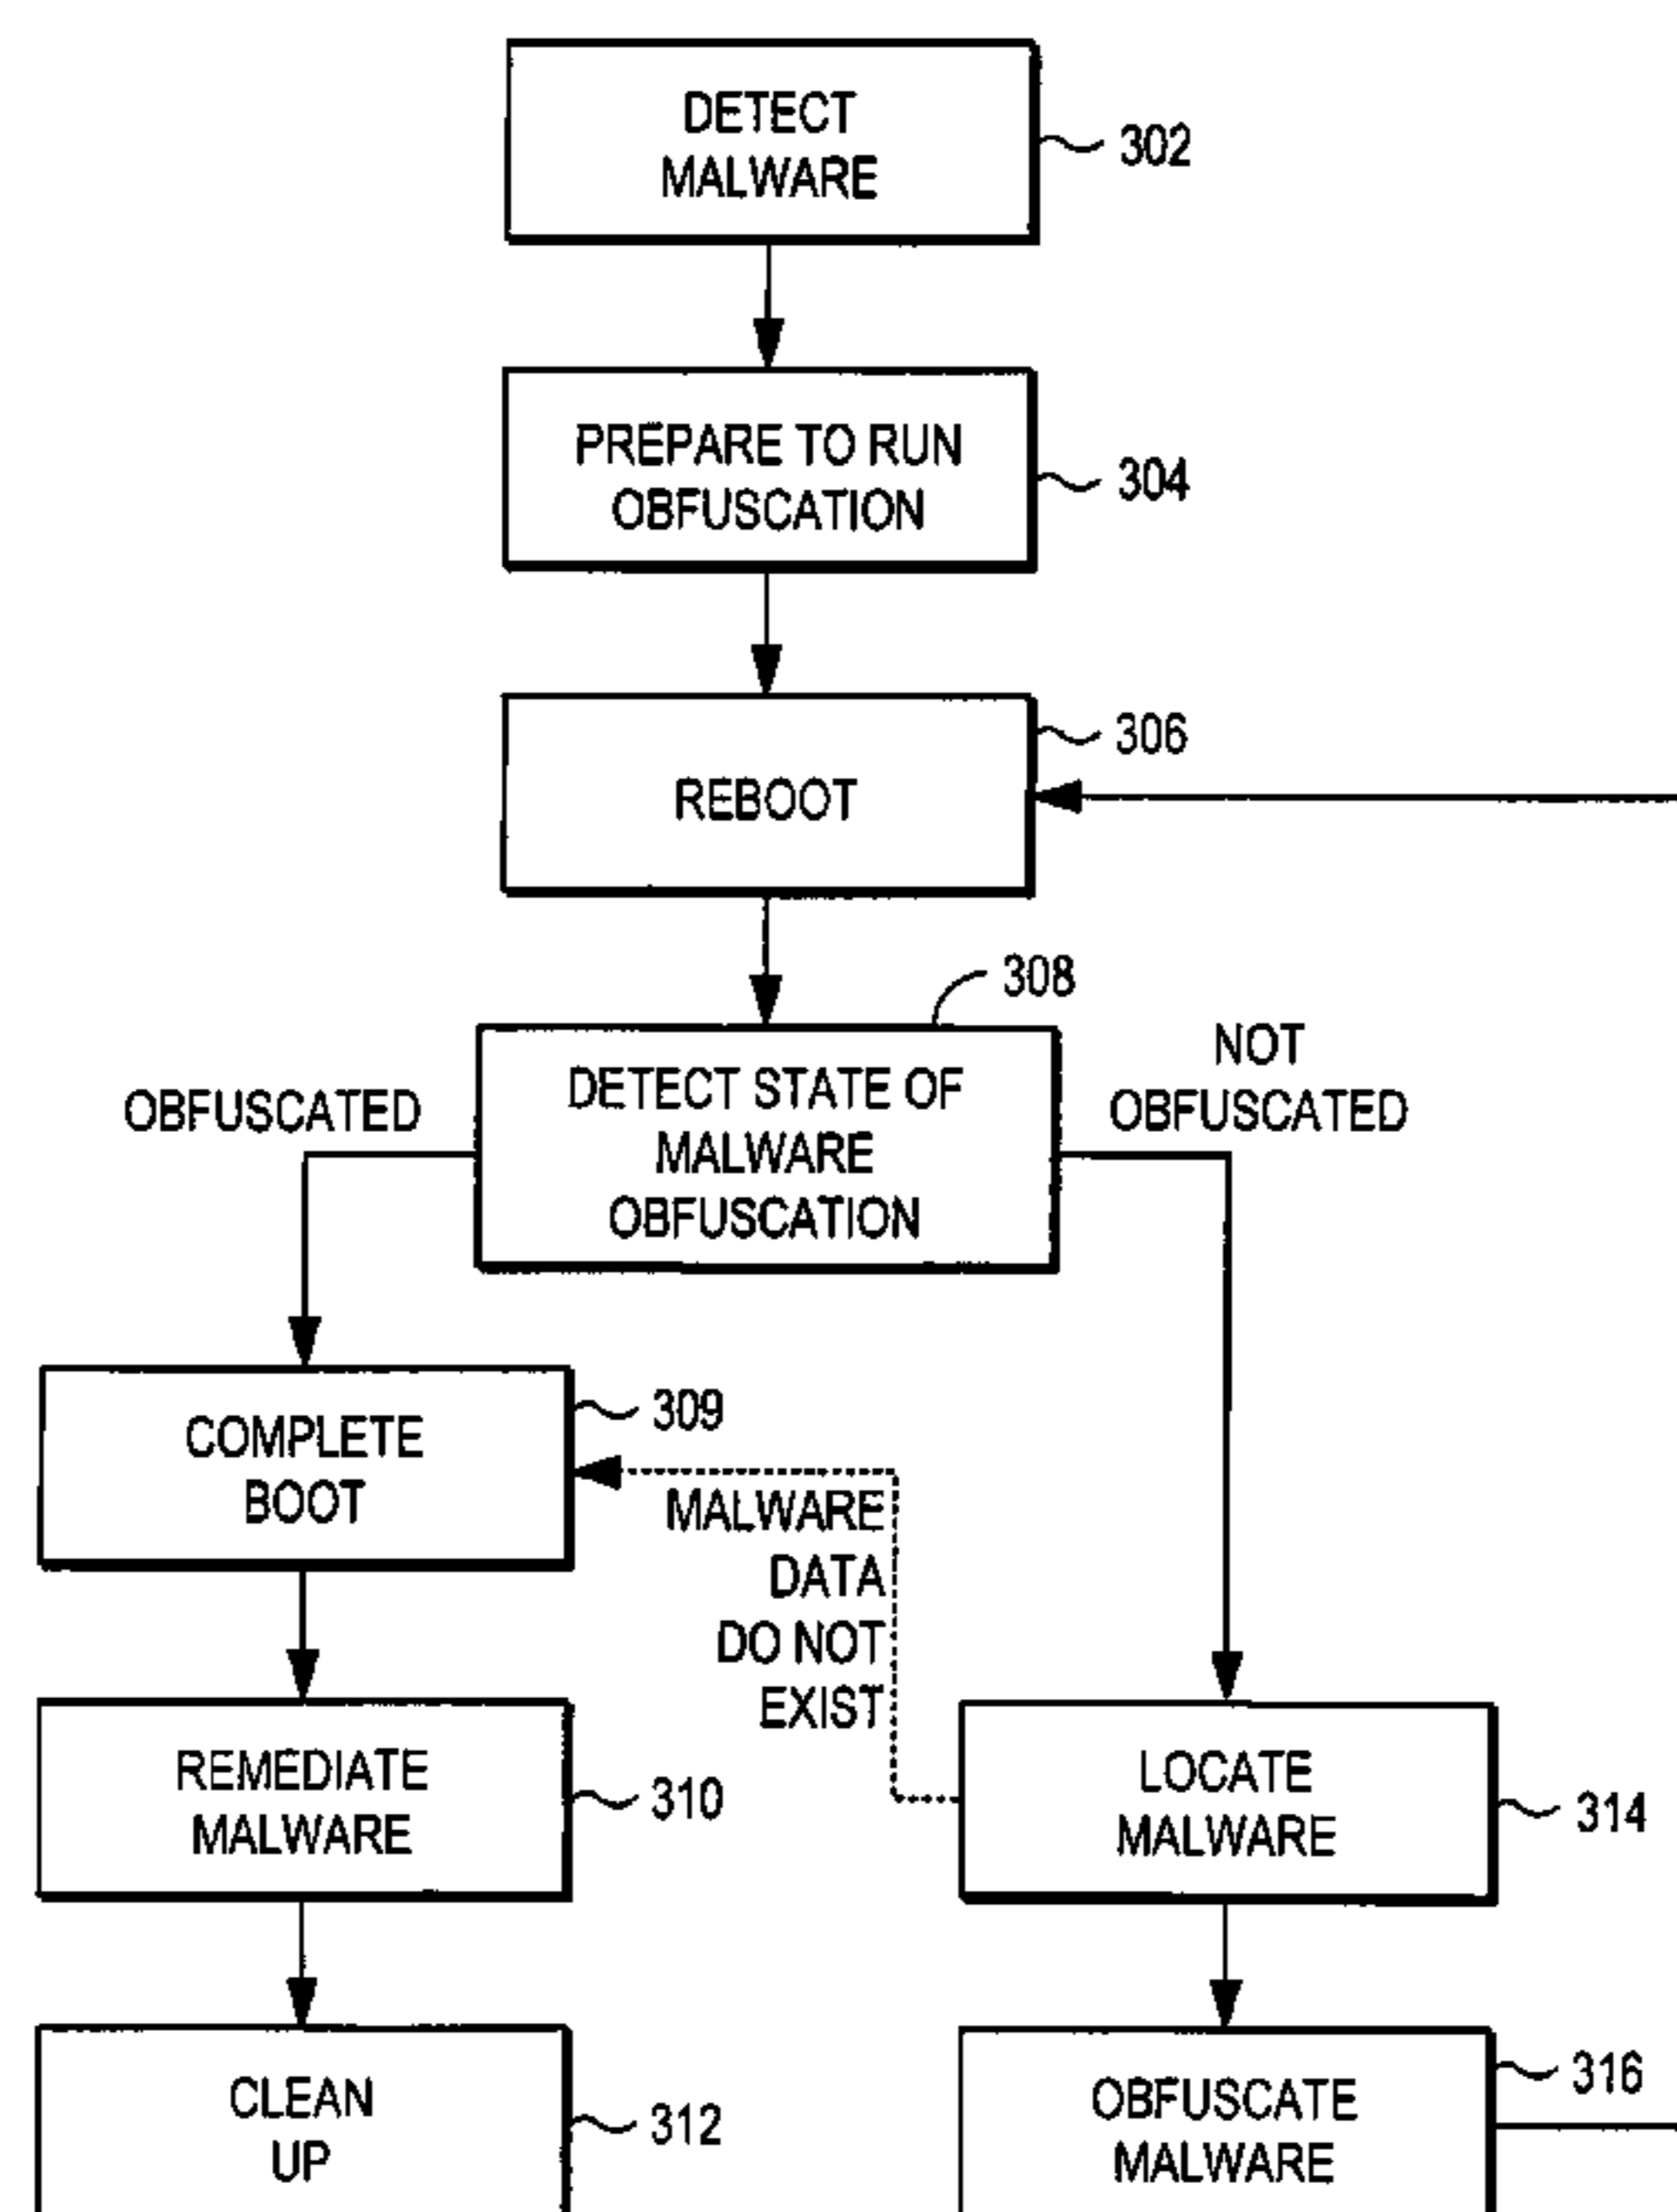 DETECT
MALWARE
302
PREPARE TO RUN
OBFUSCATION
304
306
REBOOT
308
DETECT STATE OF
MALWARE
OBFUSCATION
OBFUSCATED
NOT
OBFUSCATED
COMPLETE
BOOT
309
MALWARE
DATA
DO NOT
EXIST
REMEDIATE
MALWARE
310
LOCATE
MALWARE
314
CLEAN
UP
312
OBFUSCATE
MALWARE
316